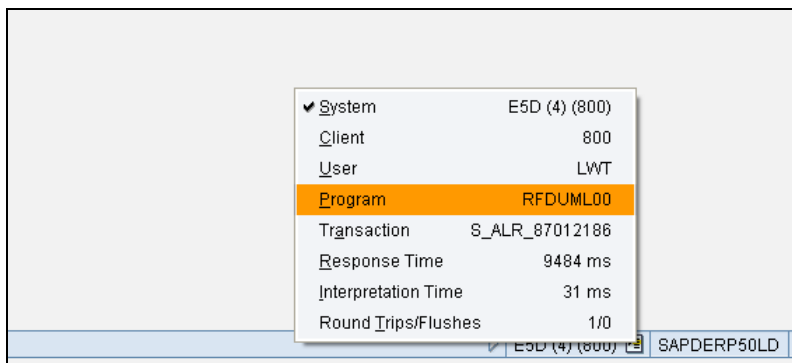 ✔ System E5D (4) (800)
Client 800
User LWT
Program RFDUML00
Transaction S_ALR_87012186
Response Time 9484 ms
Interpretation Time 31 ms
Round Trips/Flushes 1/0
E5D (4) (800) SAPDERP50LD